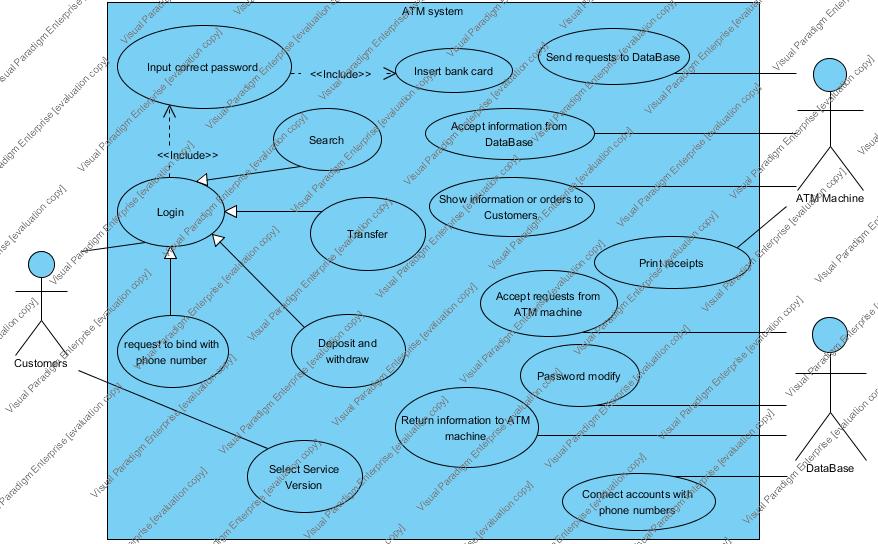 ATM system
Input correct password
<<Include>>
Insert bank card
Send requests to DataBase
Search
Accept information from
DataBase
<<Include>>
Login
Show information or orders to
Customers
ATM Machine
Transfer
Print receipts
Accept requests from
ATM machine
request to bind with
phone number
Deposit and
withdraw
Customers
Password modify
Return information to ATM
machine
DataBase
Select Service
Version
Connect accounts with
phone numbers
Visual Paradigm Enterprise [evaluation copy]